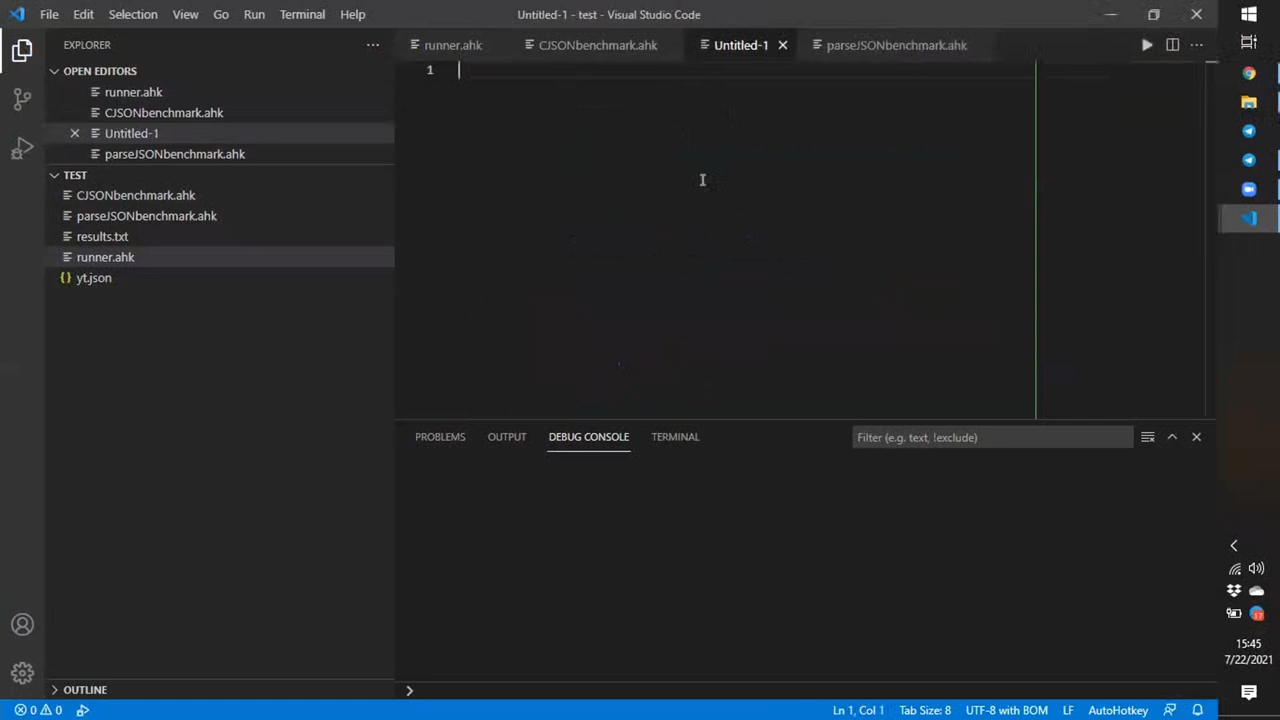 File Edit Selection View Go Run Terminal Help
Untitled-1 - test - Visual Studio Code
EXPLORER
runner.ahk CJSONbenchmark.ahk Untitled-1 parseJSONbenchmark.ahk
OPEN EDITORS
runner.ahk
CJSONbenchmark.ahk
Untitled-1
parseJSONbenchmark.ahk
TEST
CJSONbenchmark.ahk
parseJSONbenchmark.ahk
results.txt
runner.ahk
{} yt.json
1
PROBLEMS OUTPUT DEBUG CONSOLE TERMINAL Filter (e.g. text, !exclude)
OUTLINE
0 0 Ln 1, Col 1 Tab Size: 8 UTF-8 with BOM LF AutoHotkey
17
15:45
7/22/2021